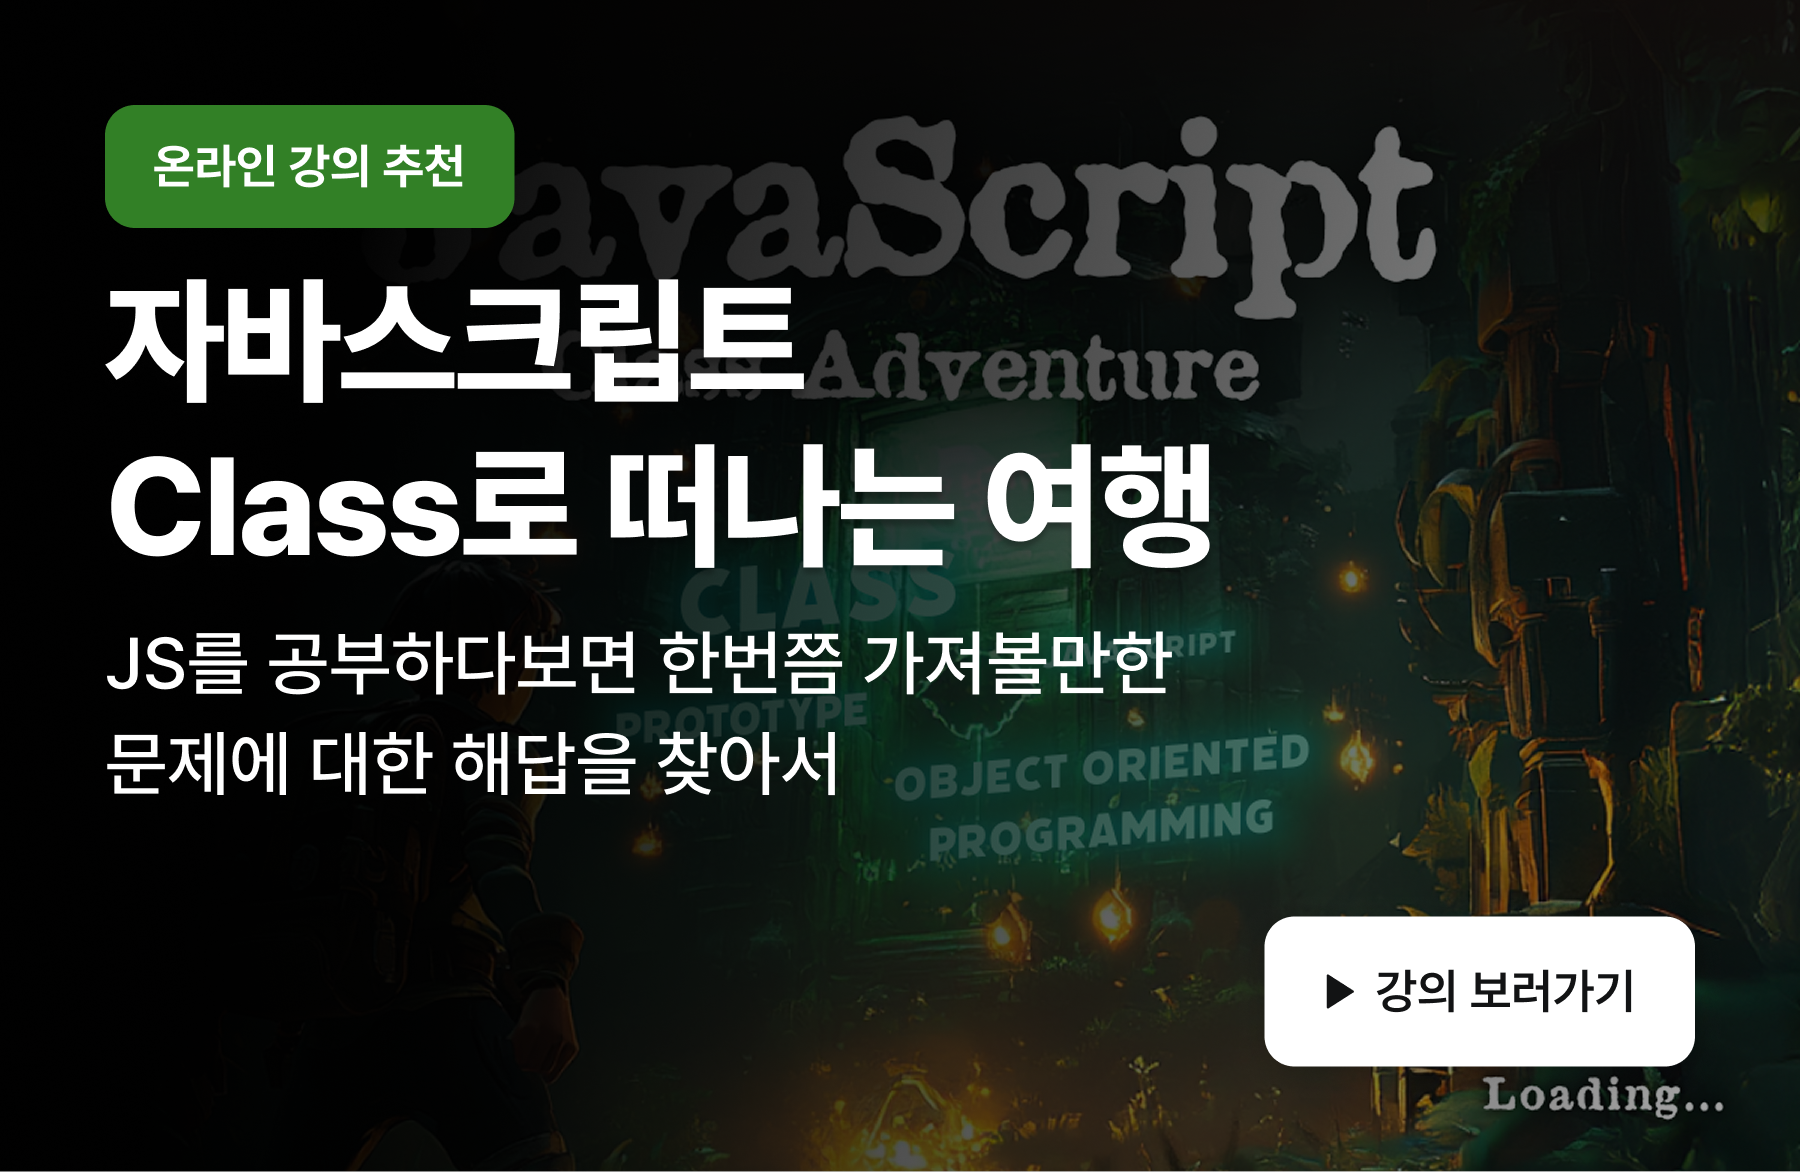 온라인 강의 추천
JavaScript
자바스크립트
Class Adventure
Class로 떠나는 여행
CLASS
JS를 공부하다보면 한번쯤 가져볼만한
PROTOTYPE
문제에 대한 해답을 찾아서
OBJECT ORIENTED
PROGRAMMING
▶ 강의 보러가기
Loading...